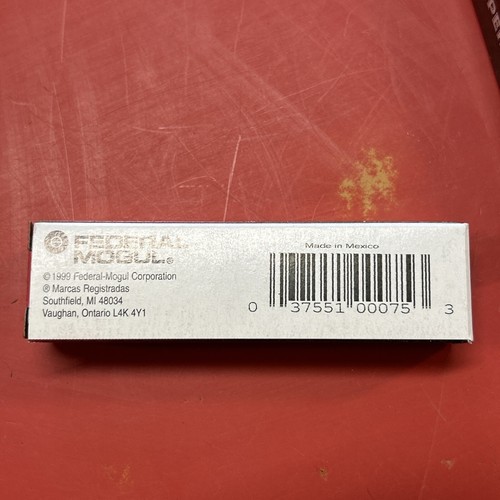 FEDERAL
MOGUL®
© 1999 Federal-Mogul Corporation
® Marcas Registradas
Southfield, MI 48034
Vaughan, Ontario L4K 4Y1
Made in Mexico
0 37551 00075 3